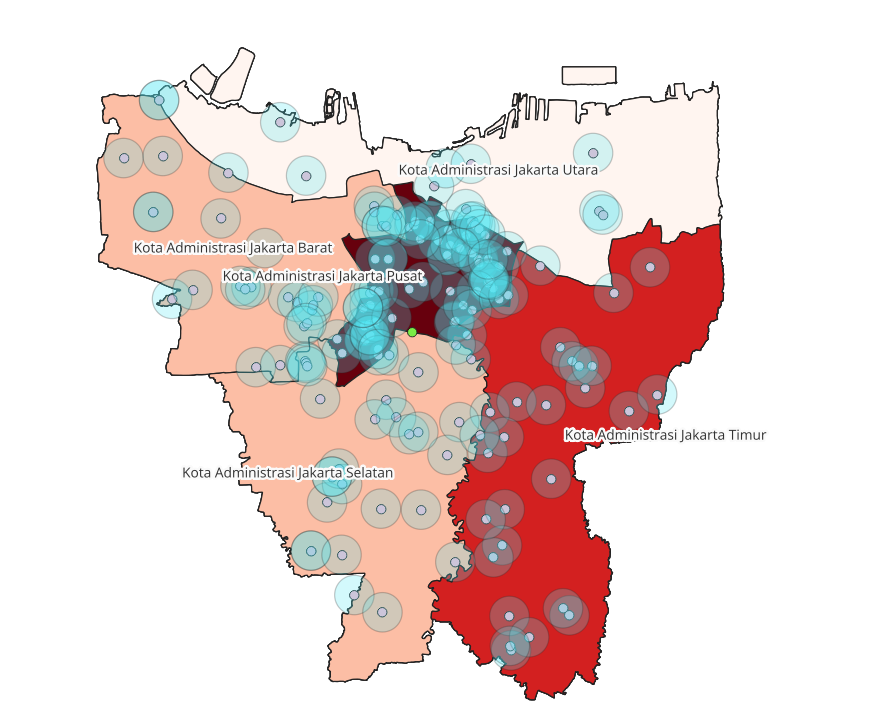 Kota Administrasi Jakarta Utara
Kota Administrasi Jakarta Barat
Kota Administrasi Jakarta Pusat
Kota Administrasi Jakarta Timur
Kota Administrasi Jakarta Selatan